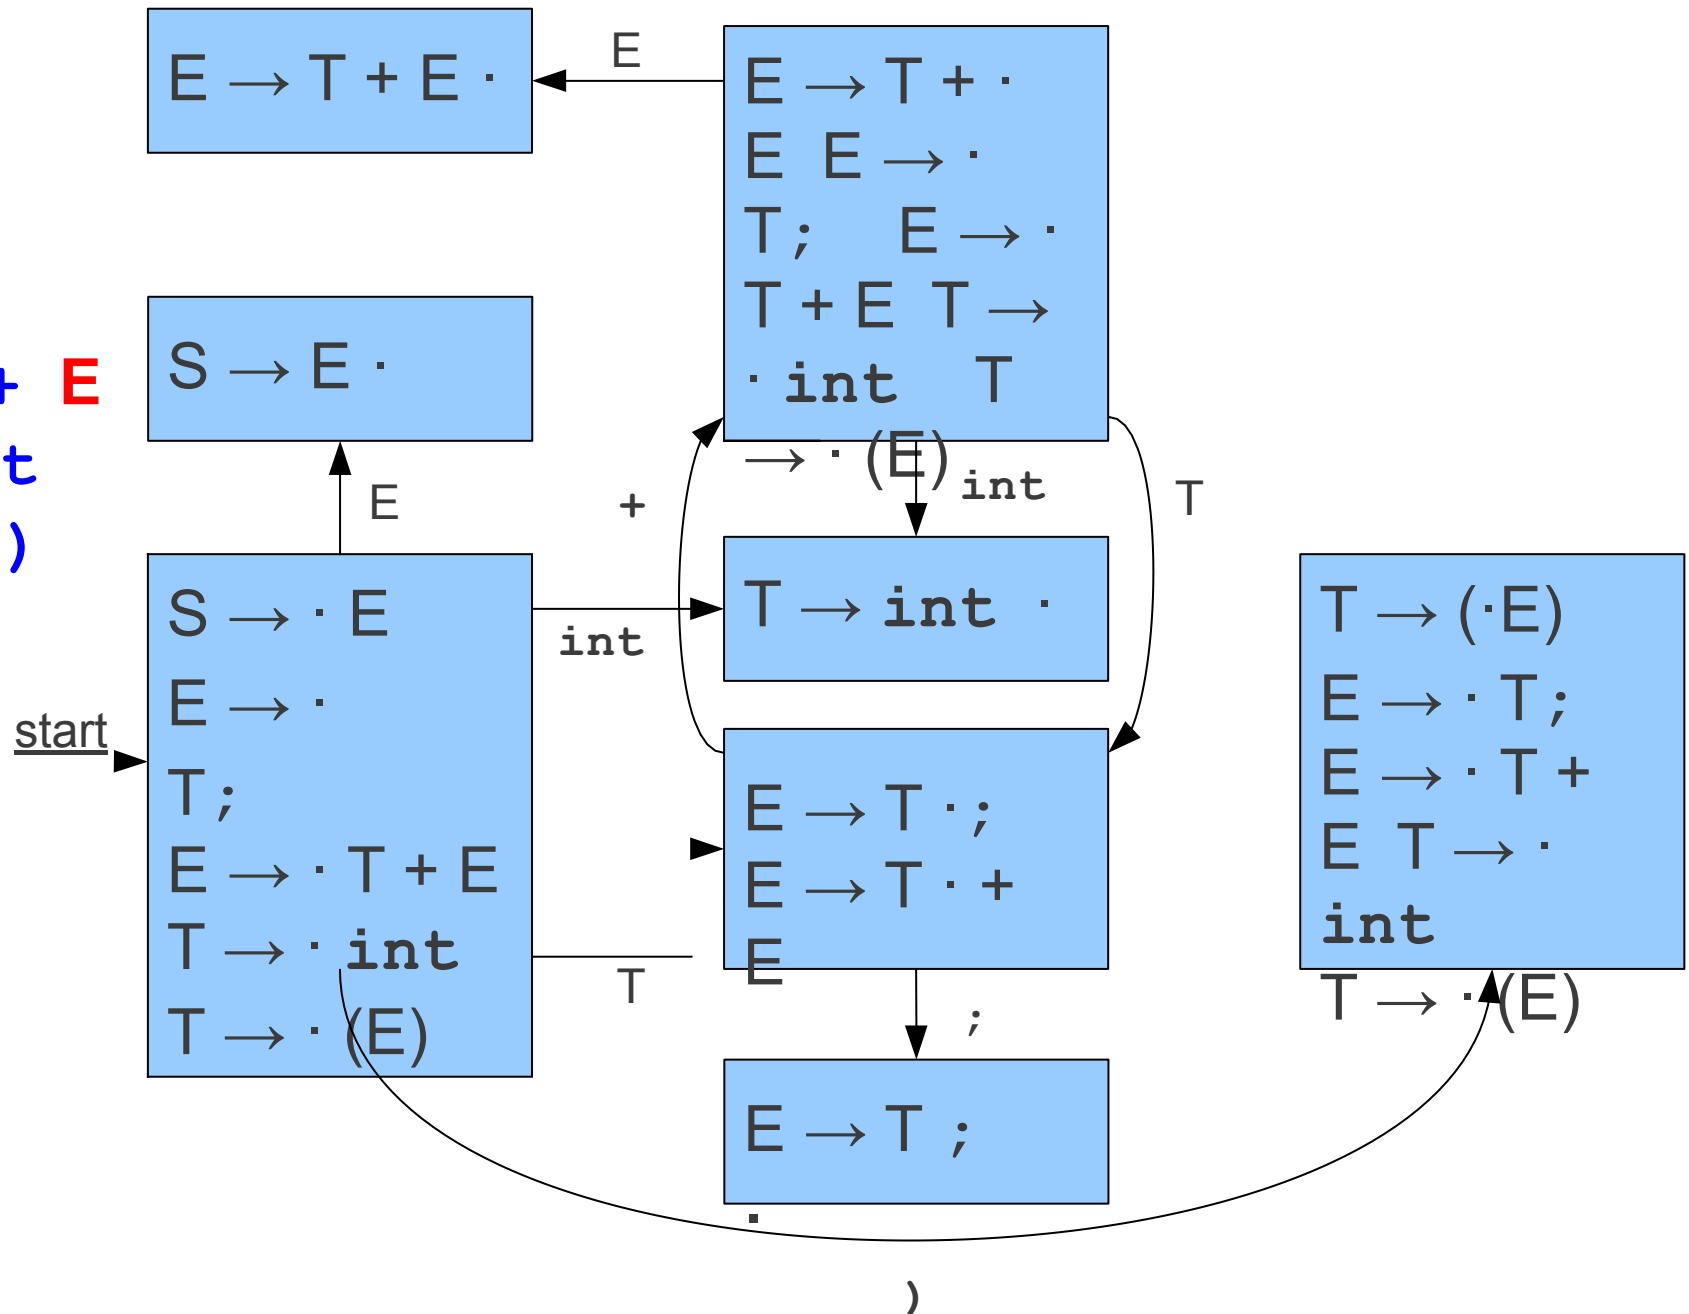 E → T + E ·
E
E → T + ·
E E → ·
T; E → ·
T + E T →
· int T
→ · (E)
S → E ·
+ E
t
)
E
+
int
T
S → · E
E → ·
T;
E → · T + E
T → · int
T → · (E)
start
int
T → int ·
T
E → T · ;
E → T · +
E
;
E → T ;
·
T → (·E)
E → · T;
E → · T +
E T → ·
int
T → · (E)
)